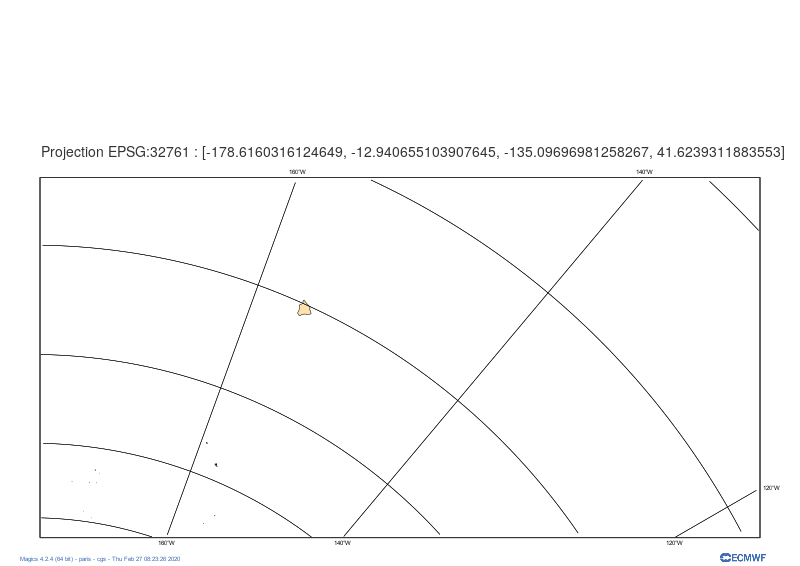 Projection EPSG:32761 : [-178.6160316124649, -12.940655103907645, -135.09696981258267, 41.6239311883553]
160°W
140°W
120°W
160°W
140°W
120°W
Magics 4.2.4 (64 bit) - paris - cgs - Thu Feb 27 08:23:26 2020
ECMWF